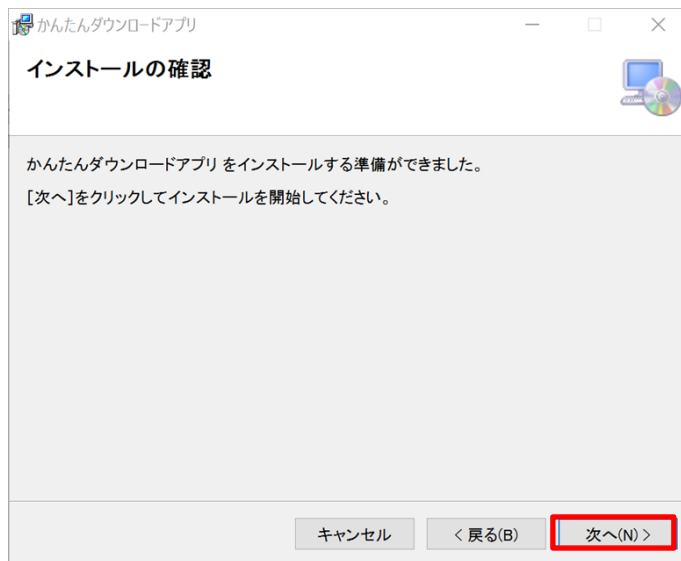 かんたんダウンロードアプリ
インストールの確認
かんたんダウンロードアプリ をインストールする準備ができました。
[次へ]をクリックしてインストールを開始してください。
キャンセル
< 戻る(B)
次へ(N) >